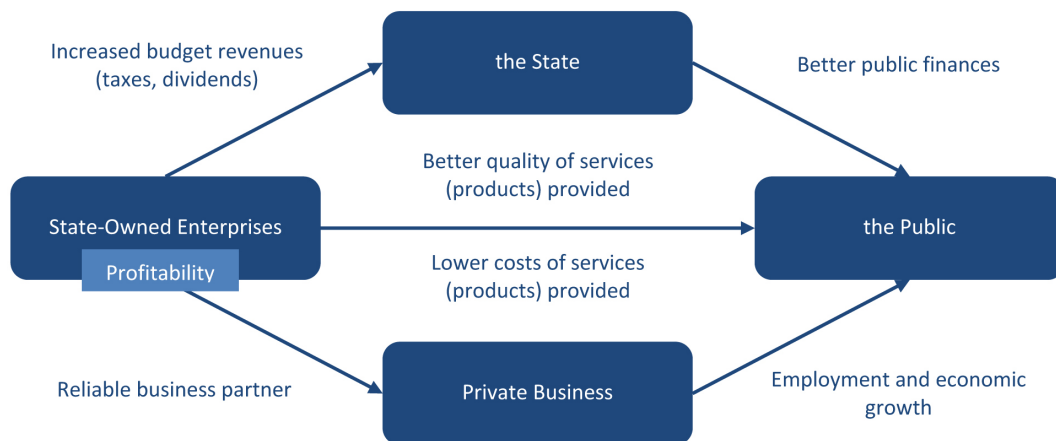 Increased budget revenues
(taxes, dividends)
the State
Better public finances
Better quality of services
(products) provided
State-Owned Enterprises
Profitability
the Public
Lower costs of services
(products) provided
Reliable business partner
Private Business
Employment and economic
growth